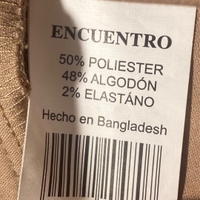 ENCUENTRO
50% POLIESTER
48% ALGODÓN
2% ELASTÁNO
Hecho en Bangladesh